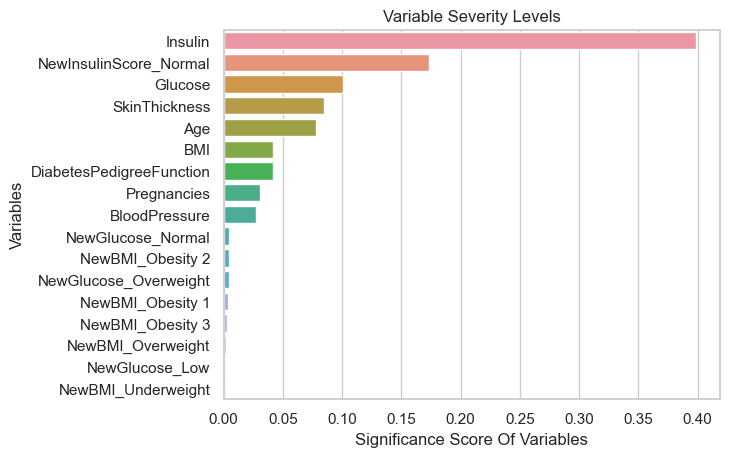 Variable Severity Levels
Variables
Insulin
NewInsulinScore_Normal
Glucose
SkinThickness
Age
BMI
DiabetesPedigreeFunction
Pregnancies
BloodPressure
NewGlucose_Normal
NewBMI_Obesity 2
NewGlucose_Overweight
NewBMI_Obesity 1
NewBMI_Obesity 3
NewBMI_Overweight
NewGlucose_Low
NewBMI_Underweight
0.00 0.05 0.10 0.15 0.20 0.25 0.30 0.35 0.40
Significance Score Of Variables